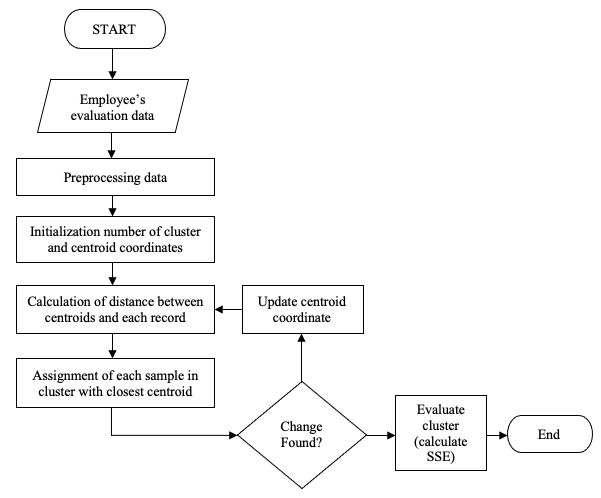 START
Employee's
evaluation data
Preprocessing data
Initialization number of cluster
and centroid coordinates
Calculation of distance between
centroids and each record
Update centroid
coordinate
Assignment of each sample in
cluster with closest centroid
Change
Found?
Evaluate
cluster
(calculate
SSE)
End